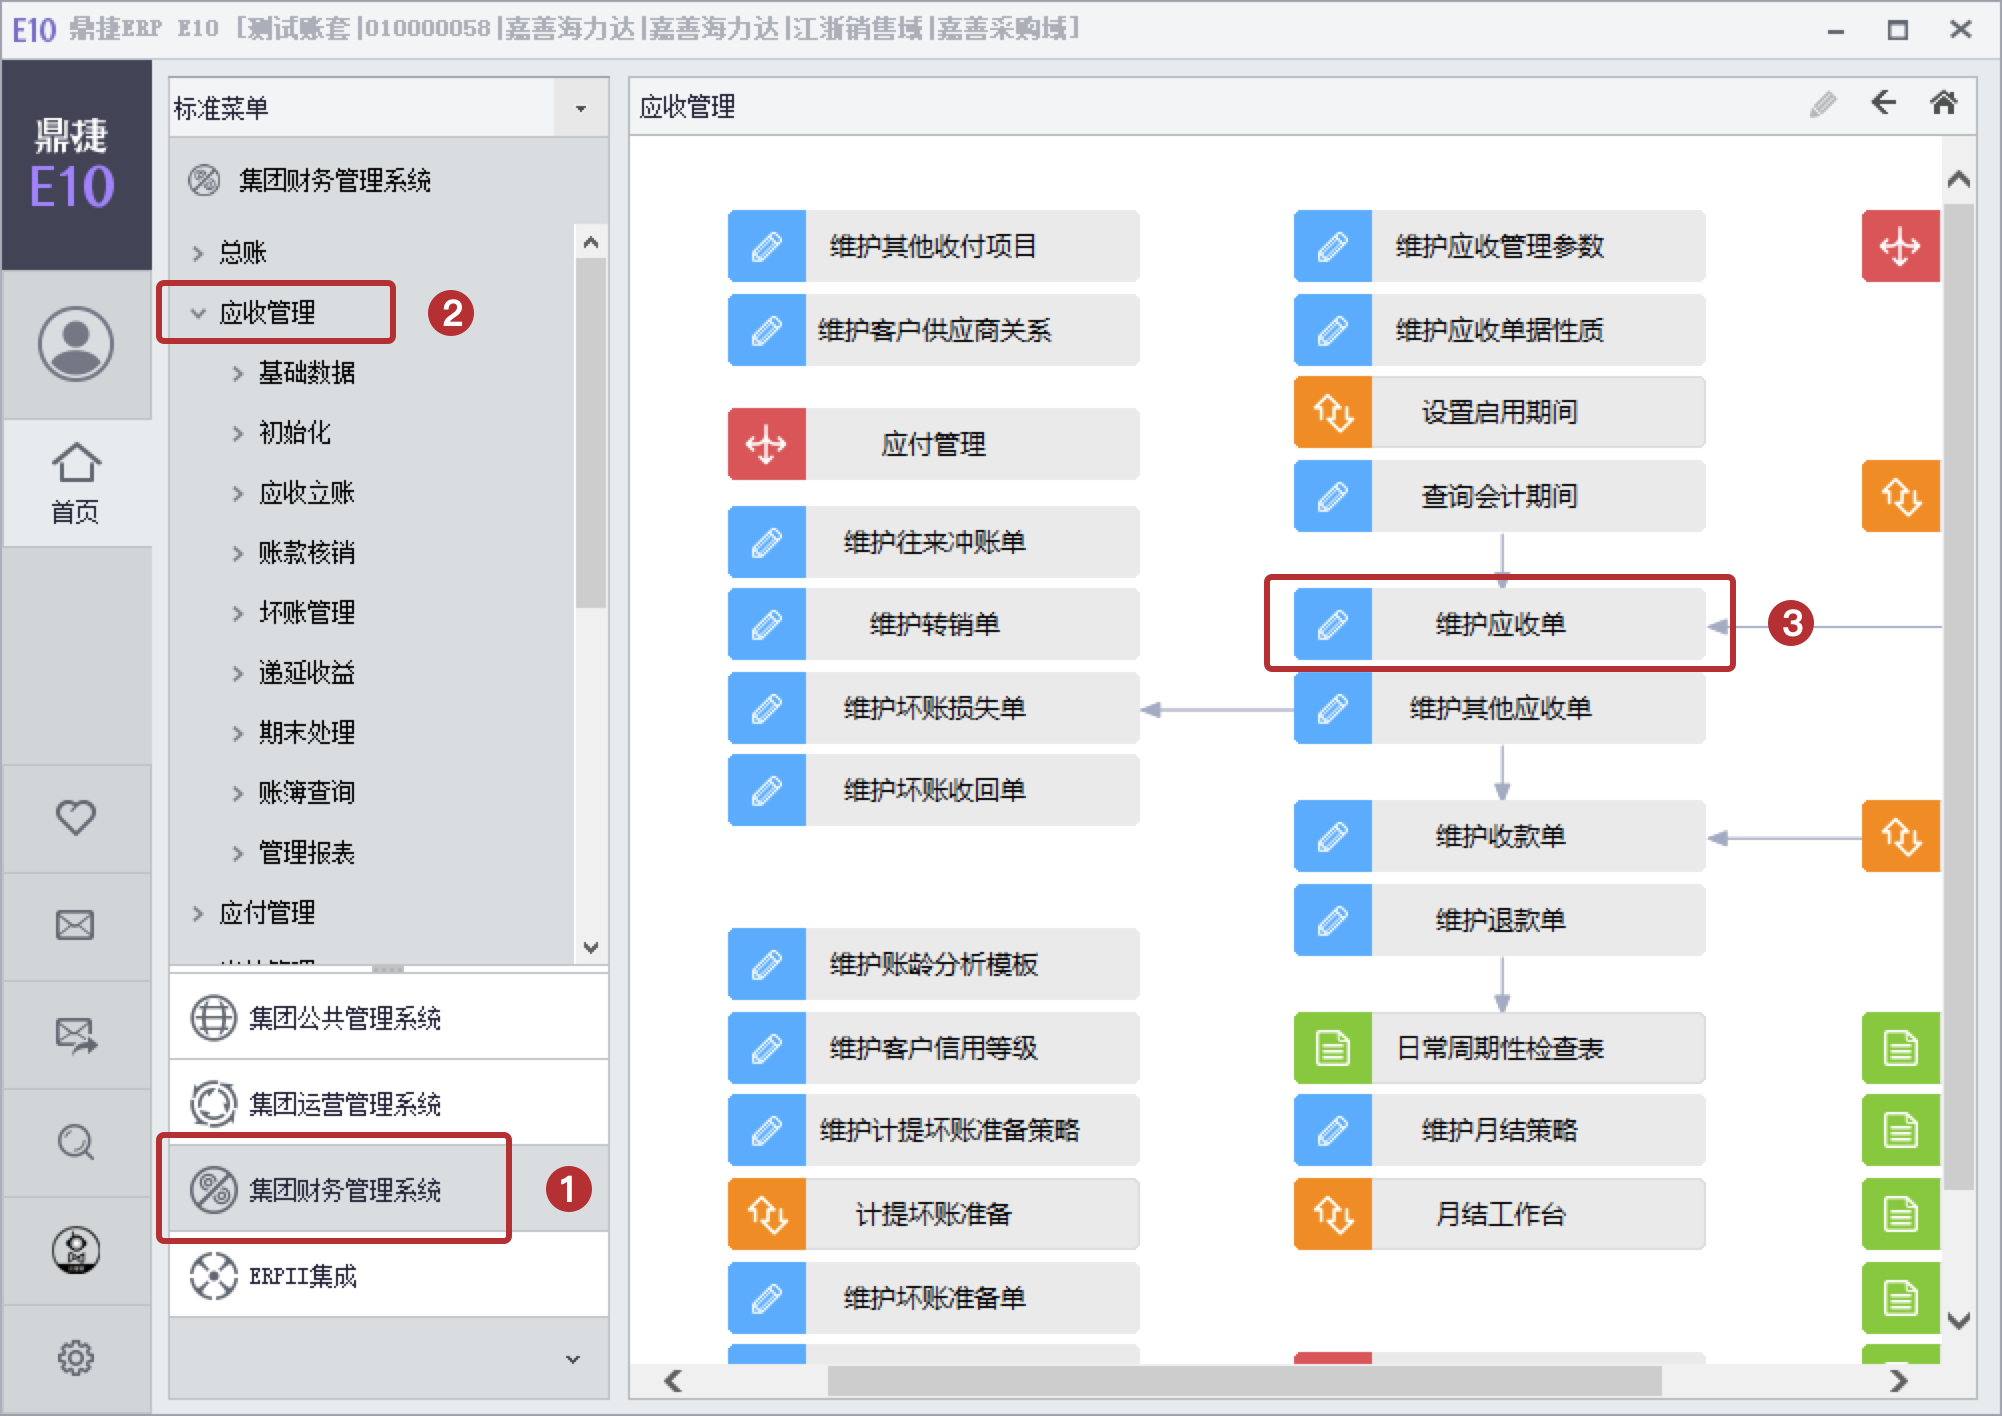 E10 鼎捷ERP E10 [测试账套|010000058|嘉善海力达|嘉善海力达|江浙销售域|嘉善采购域]
鼎捷
E10
首页
标准菜单
集团财务管理系统
总账
应收管理
2
基础数据
初始化
应收立账
账款核销
坏账管理
递延收益
期末处理
账簿查询
管理报表
应付管理
集团公共管理系统
集团运营管理系统
集团财务管理系统
1
ERPII集成
应收管理
维护其他收付项目
维护客户供应商关系
应付管理
维护往来冲账单
维护转销单
维护坏账损失单
维护坏账收回单
维护账龄分析模板
维护客户信用等级
维护计提坏账准备策略
计提坏账准备
维护坏账准备单
维护应收管理参数
维护应收单据性质
设置启用期间
查询会计期间
维护应收单
3
维护其他应收单
维护收款单
维护退款单
日常周期性检查表
维护月结策略
月结工作台